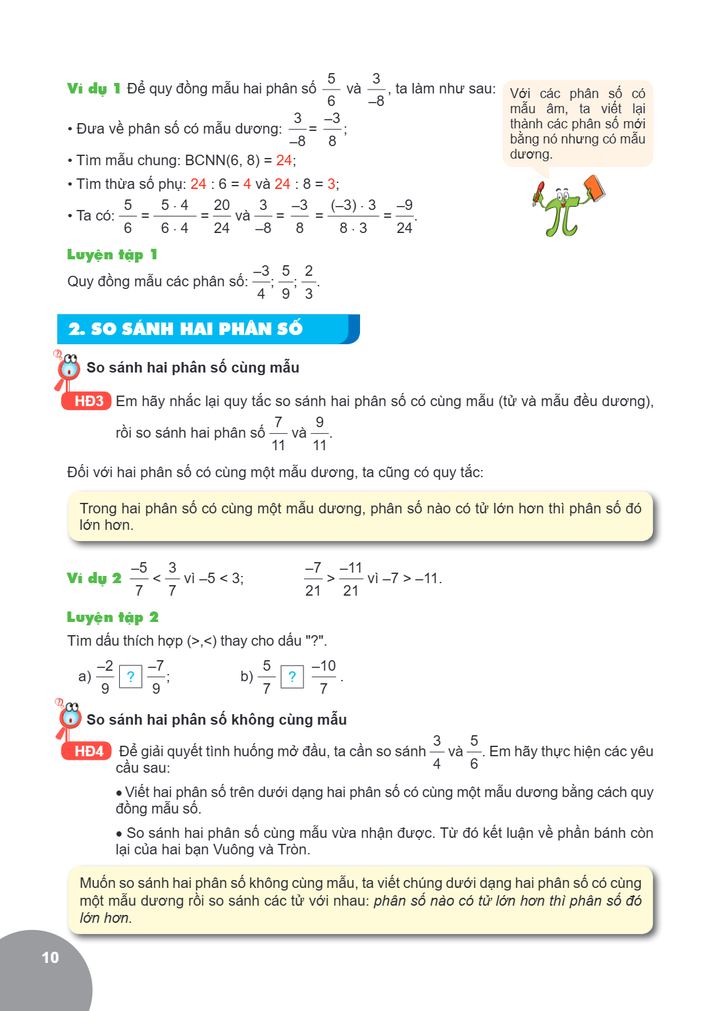 Ví dụ 1 Để quy đồng mẫu hai phân số 5/6 và 3/–8, ta làm như sau:
• Đưa về phân số có mẫu dương: 3/–8 = –3/8;
• Tìm mẫu chung: BCNN(6, 8) = 24;
• Tìm thừa số phụ: 24 : 6 = 4 và 24 : 8 = 3;
• Ta có: 5/6 = 5 · 4/6 · 4 = 20/24 và 3/–8 = –3/8 = (–3) · 3/8 · 3 = –9/24.
Với các phân số có
mẫu âm, ta viết lại
thành các phân số mới
bằng nó nhưng có mẫu
dương.
Luyện tập 1
Quy đồng mẫu các phân số: –3/4; 5/9; 2/3.
2. SO SÁNH HAI PHÂN SỐ
?
So sánh hai phân số cùng mẫu
HĐ3 Em hãy nhắc lại quy tắc so sánh hai phân số có cùng mẫu (tử và mẫu đều dương),
rồi so sánh hai phân số 7/11 và 9/11.
Đối với hai phân số có cùng một mẫu dương, ta cũng có quy tắc:
Trong hai phân số có cùng một mẫu dương, phân số nào có tử lớn hơn thì phân số đó
lớn hơn.
Ví dụ 2 –5/7 < 3/7 vì –5 < 3; –7/21 > –11/21 vì –7 > –11.
Luyện tập 2
Tìm dấu thích hợp (>,<) thay cho dấu "?".
a) –2/9 ? –7/9; b) 5/7 ? –10/7.
?
So sánh hai phân số không cùng mẫu
HĐ4 Để giải quyết tình huống mở đầu, ta cần so sánh 3/4 và 5/6. Em hãy thực hiện các yêu
cầu sau:
• Viết hai phân số trên dưới dạng hai phân số có cùng một mẫu dương bằng cách quy
đồng mẫu số.
• So sánh hai phân số cùng mẫu vừa nhận được. Từ đó kết luận về phần bánh còn
lại của hai bạn Vuông và Tròn.
Muốn so sánh hai phân số không cùng mẫu, ta viết chúng dưới dạng hai phân số có cùng
một mẫu dương rồi so sánh các tử với nhau: phân số nào có tử lớn hơn thì phân số đó
lớn hơn.
10